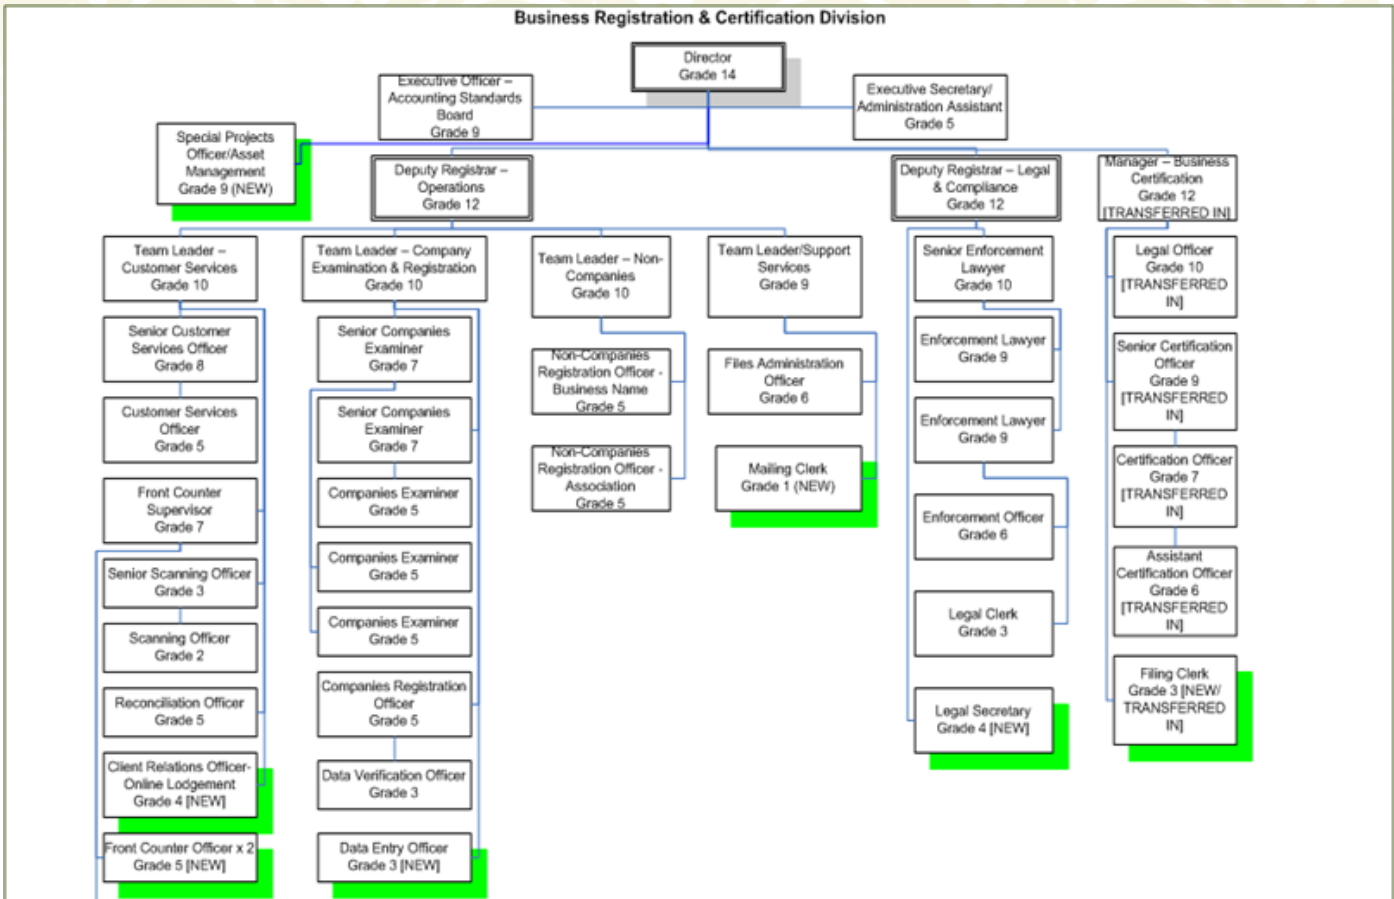 Business Registration & Certification Division
Director
Grade 14
Executive Officer –
Accounting Standards
Board
Grade 9
Executive Secretary/
Administration Assistant
Grade 5
Special Projects
Officer/Asset
Management
Grade 9 (NEW)
Deputy Registrar –
Operations
Grade 12
Deputy Registrar – Legal
& Compliance
Grade 12
Manager – Business
Certification
Grade 12
[TRANSFERRED IN]
Team Leader –
Customer Services
Grade 10
Senior Customer
Services Officer
Grade 8
Customer Services
Officer
Grade 5
Front Counter
Supervisor
Grade 7
Senior Scanning Officer
Grade 3
Scanning Officer
Grade 2
Reconciliation Officer
Grade 5
Client Relations Officer-
Online Lodgement
Grade 4 [NEW]
Front Counter Officer x 2
Grade 5 [NEW]
Team Leader – Company
Examination & Registration
Grade 10
Senior Companies
Examiner
Grade 7
Senior Companies
Examiner
Grade 7
Companies Examiner
Grade 5
Companies Examiner
Grade 5
Companies Examiner
Grade 5
Companies Registration
Officer
Grade 5
Data Verification Officer
Grade 3
Data Entry Officer
Grade 3 [NEW]
Team Leader – Non-
Companies
Grade 10
Non-Companies
Registration Officer -
Business Name
Grade 5
Non-Companies
Registration Officer -
Association
Grade 5
Team Leader/Support
Services
Grade 9
Files Administration
Officer
Grade 6
Mailing Clerk
Grade 1 (NEW)
Senior Enforcement
Lawyer
Grade 10
Enforcement Lawyer
Grade 9
Enforcement Lawyer
Grade 9
Enforcement Officer
Grade 6
Legal Clerk
Grade 3
Legal Secretary
Grade 4 [NEW]
Legal Officer
Grade 10
[TRANSFERRED
IN]
Senior Certification
Officer
Grade 9
[TRANSFERRED
IN]
Certification Officer
Grade 7
[TRANSFERRED
IN]
Assistant
Certification Officer
Grade 6
[TRANSFERRED
IN]
Filing Clerk
Grade 3 [NEW/
TRANSFERRED
IN]